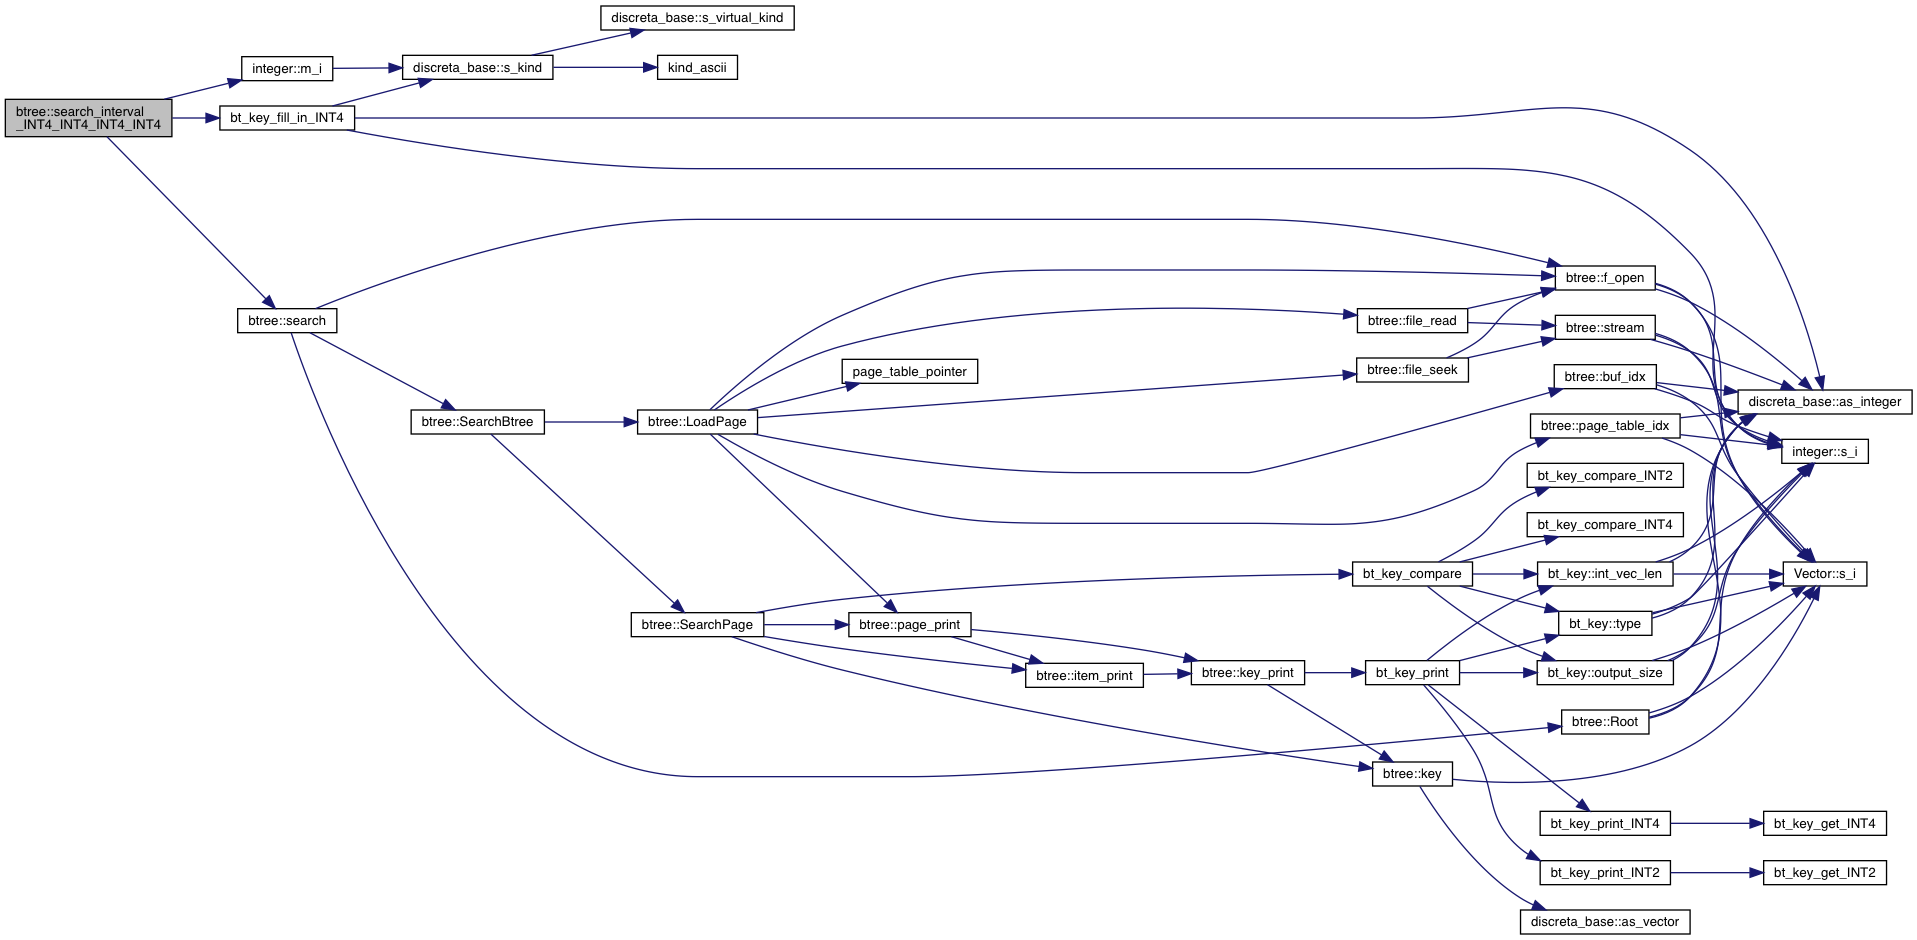 btree::search_interval
_INT4_INT4_INT4_INT4
integer::m_i
bt_key_fill_in_INT4
btree::search
discreta_base::s_kind
discreta_base::s_virtual_kind
kind_ascii
btree::SearchBtree
btree::LoadPage
btree::SearchPage
page_table_pointer
btree::page_print
btree::item_print
btree::key_print
btree::file_read
btree::file_seek
bt_key_compare
bt_key_print
btree::key
btree::f_open
btree::stream
btree::buf_idx
btree::page_table_idx
bt_key_compare_INT2
bt_key_compare_INT4
bt_key::int_vec_len
bt_key::type
bt_key::output_size
btree::Root
bt_key_print_INT4
bt_key_print_INT2
discreta_base::as_vector
discreta_base::as_integer
integer::s_i
Vector::s_i
bt_key_get_INT4
bt_key_get_INT2